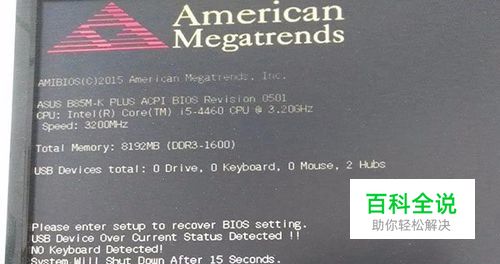 American
Megatrends
AMIBIOS(C)2015 American Megatrends, Inc.
ASUS B85M-K PLUS ACPI BIOS Revision 0501
CPU: Intel(R) Core(TM) i5-4460 CPU @ 3.20GHz
Speed: 3200MHz
Total Memory: 8192MB (DDR3-1600)
USB Devices total: 0 Drive, 0 Keyboard, 0 Mouse, 2 Hubs
百科全说
助你轻松解决
Please enter setup to recover BIOS setting.
USB Device Over Current Status Detected !!
NO Keyboard Detected!
System Will Shut Down After 15 Seconds.